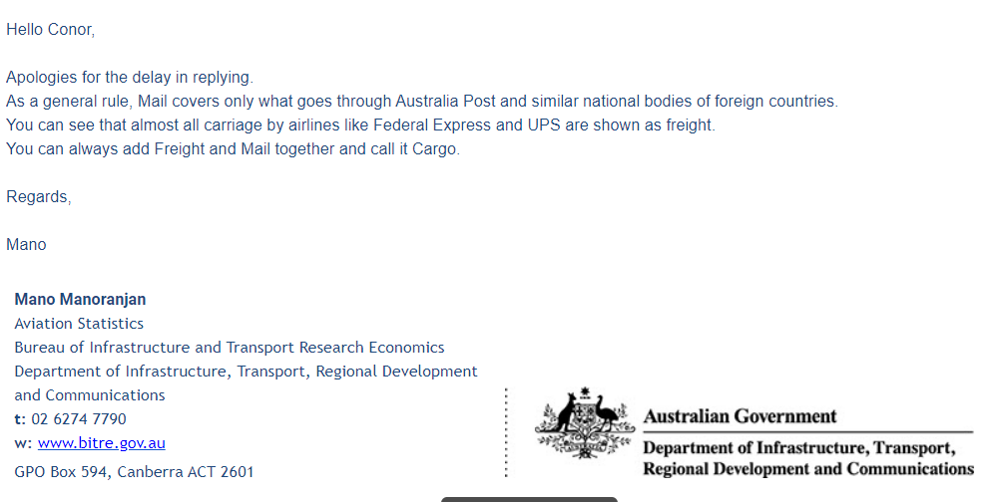 Hello Conor,
Apologies for the delay in replying.
As a general rule, Mail covers only what goes through Australia Post and similar national bodies of foreign countries.
You can see that almost all carriage by airlines like Federal Express and UPS are shown as freight.
You can always add Freight and Mail together and call it Cargo.
Regards,
Mano
Mano Manoranjan
Aviation Statistics
Bureau of Infrastructure and Transport Research Economics
Department of Infrastructure, Transport, Regional Development
and Communications
t: 02 6274 7790
w: www.bitre.gov.au
GPO Box 594, Canberra ACT 2601
Australian Government
Department of Infrastructure, Transport,
Regional Development and Communications